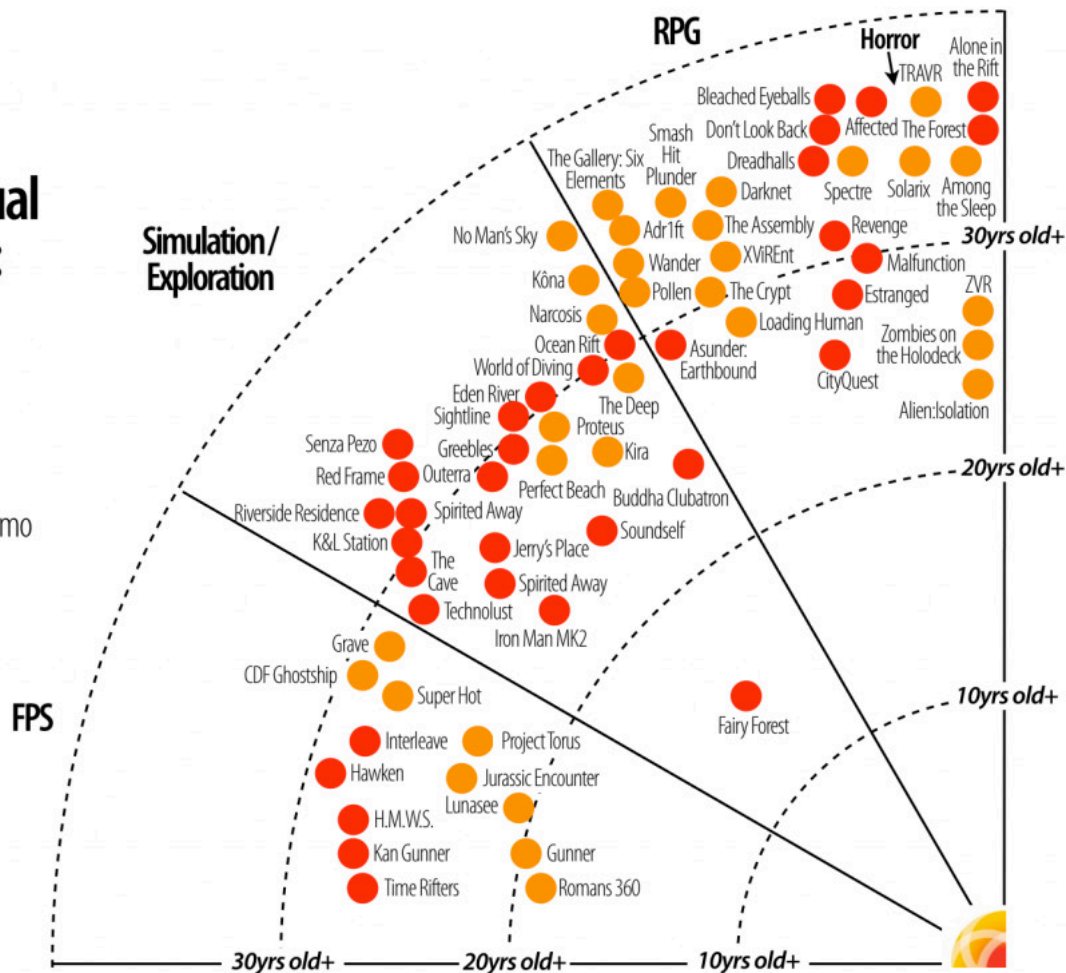 RPG
Horror
Alone in
the Rift
TRAVR
Bleached Eyeballs
Don't Look Back
Affected
The Forest
Smash
Hit
Plunder
The Gallery: Six
Elements
Dreadhalls
Spectre
Solarix
Among
the Sleep
Darknet
ual
Simulation/
Exploration
No Man's Sky
Adr1ft
The Assembly
Revenge
30yrs old+
Wander
XViREnt
Malfunction
Kôna
Pollen
The Crypt
Estranged
ZVR
Narcosis
Loading Human
Zombies on
the Holodeck
Ocean Rift
Asunder:
Earthbound
CityQuest
World of Diving
Alien:Isolation
Eden River
The Deep
Sightline
Proteus
Senza Pezo
Greebles
Kira
Red Frame
Outerra
Perfect Beach
Buddha Clubatron
20yrs old+
Riverside Residence
Spirited Away
mo
K&L Station
Jerry's Place
Soundself
The
Cave
Spirited Away
Technolust
Iron Man MK2
Grave
CDF Ghostship
Super Hot
10yrs old+
FPS
Fairy Forest
Interleave
Project Torus
Hawken
Jurassic Encounter
Lunasee
H.M.W.S.
Kan Gunner
Gunner
Time Rifters
Romans 360
30yrs old+
20yrs old+
10yrs old+